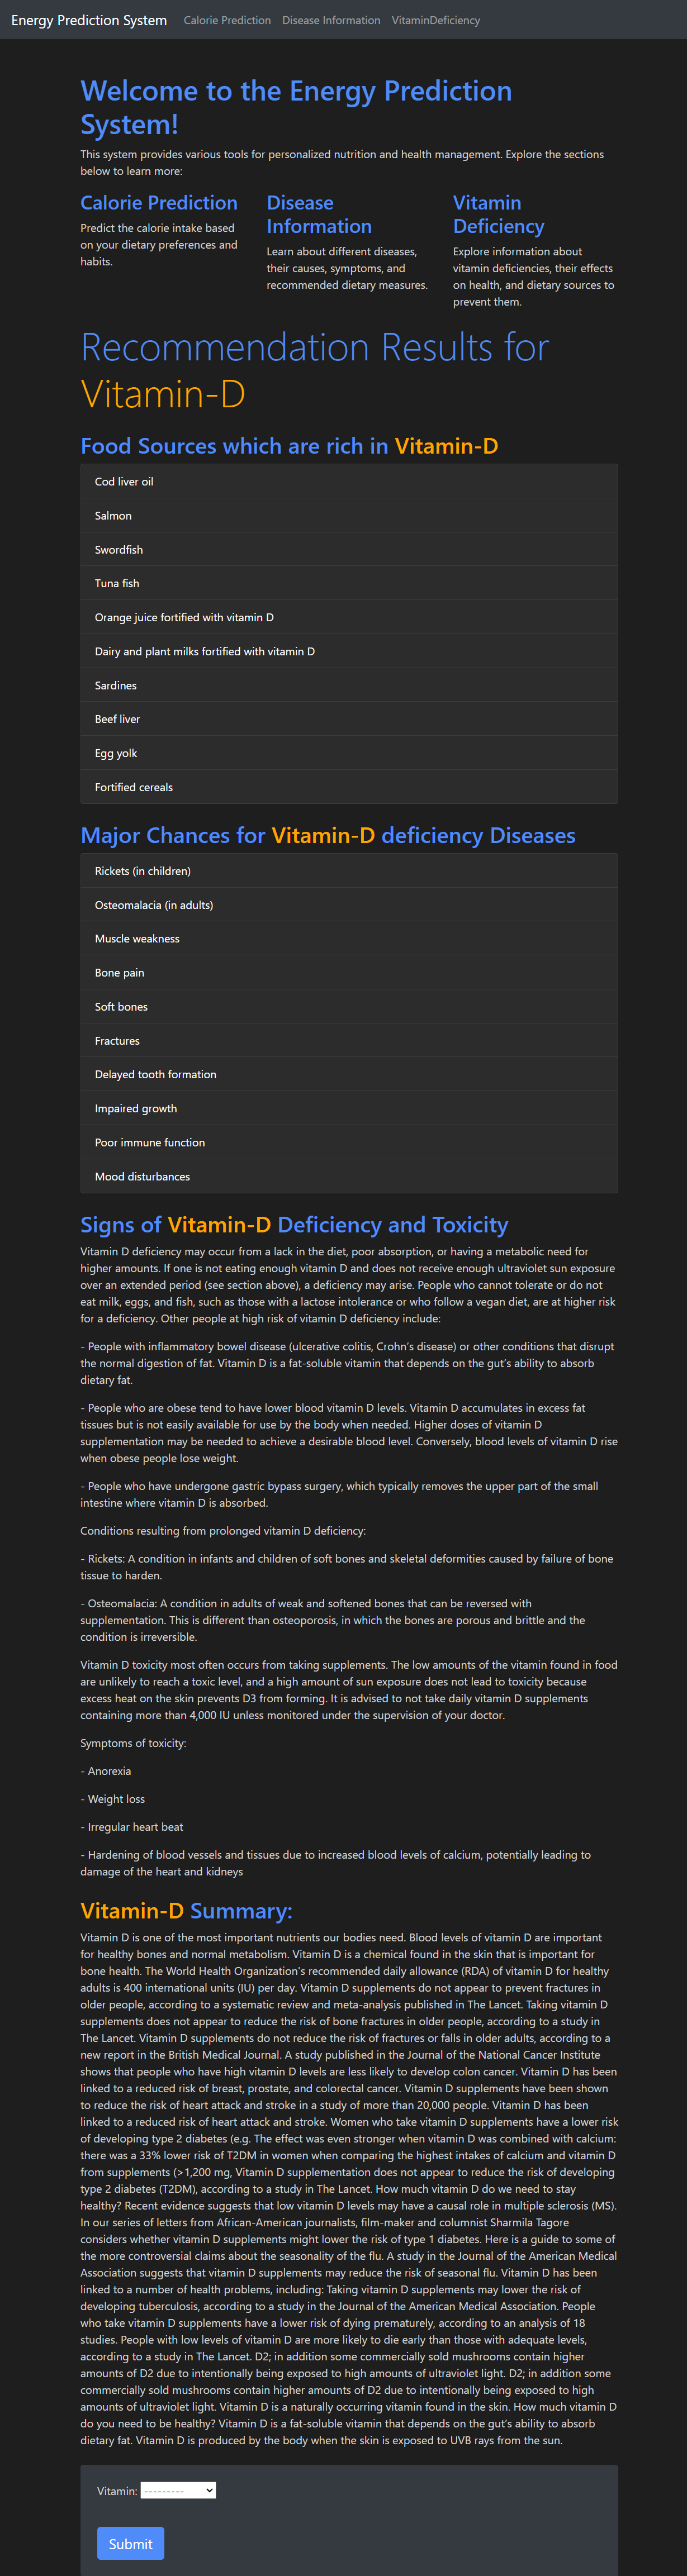 Energy Prediction System Calorie Prediction Disease Information VitaminDeficiency
Welcome to the Energy Prediction
System!
This system provides various tools for personalized nutrition and health management. Explore the sections
below to learn more:
Calorie Prediction
Predict the calorie intake based
on your dietary preferences and
habits.
Disease
Information
Learn about different diseases,
their causes, symptoms, and
recommended dietary measures.
Vitamin
Deficiency
Explore information about
vitamin deficiencies, their effects
on health, and dietary sources to
prevent them.
Recommendation Results for
Vitamin-D
Food Sources which are rich in Vitamin-D
Cod liver oil
Salmon
Swordfish
Tuna fish
Orange juice fortified with vitamin D
Dairy and plant milks fortified with vitamin D
Sardines
Beef liver
Egg yolk
Fortified cereals
Major Chances for Vitamin-D deficiency Diseases
Rickets (in children)
Osteomalacia (in adults)
Muscle weakness
Bone pain
Soft bones
Fractures
Delayed tooth formation
Impaired growth
Poor immune function
Mood disturbances
Signs of Vitamin-D Deficiency and Toxicity
Vitamin D deficiency may occur from a lack in the diet, poor absorption, or having a metabolic need for
higher amounts. If one is not eating enough vitamin D and does not receive enough ultraviolet sun exposure
over an extended period (see section above), a deficiency may arise. People who cannot tolerate or do not
eat milk, eggs, and fish, such as those with a lactose intolerance or who follow a vegan diet, are at higher risk
for a deficiency. Other people at high risk of vitamin D deficiency include:
- People with inflammatory bowel disease (ulcerative colitis, Crohn's disease) or other conditions that disrupt
the normal digestion of fat. Vitamin D is a fat-soluble vitamin that depends on the gut's ability to absorb
dietary fat.
- People who are obese tend to have lower blood vitamin D levels. Vitamin D accumulates in excess fat
tissues but is not easily available for use by the body when needed. Higher doses of vitamin D
supplementation may be needed to achieve a desirable blood level. Conversely, blood levels of vitamin D rise
when obese people lose weight.
- People who have undergone gastric bypass surgery, which typically removes the upper part of the small
intestine where vitamin D is absorbed.
Conditions resulting from prolonged vitamin D deficiency:
- Rickets: A condition in infants and children of soft bones and skeletal deformities caused by failure of bone
tissue to harden.
- Osteomalacia: A condition in adults of weak and softened bones that can be reversed with
supplementation. This is different than osteoporosis, in which the bones are porous and brittle and the
condition is irreversible.
Vitamin D toxicity most often occurs from taking supplements. The low amounts of the vitamin found in food
are unlikely to reach a toxic level, and a high amount of sun exposure does not lead to toxicity because
excess heat on the skin prevents D3 from forming. It is advised to not take daily vitamin D supplements
containing more than 4,000 IU unless monitored under the supervision of your doctor.
Symptoms of toxicity:
- Anorexia
- Weight loss
- Irregular heart beat
- Hardening of blood vessels and tissues due to increased blood levels of calcium, potentially leading to
damage of the heart and kidneys
Vitamin-D Summary:
Vitamin D is one of the most important nutrients our bodies need. Blood levels of vitamin D are important
for healthy bones and normal metabolism. Vitamin D is a chemical found in the skin that is important for
bone health. The World Health Organization's recommended daily allowance (RDA) of vitamin D for healthy
adults is 400 international units (IU) per day. Vitamin D supplements do not appear to prevent fractures in
older people, according to a systematic review and meta-analysis published in The Lancet. Taking vitamin D
supplements does not appear to reduce the risk of bone fractures in older people, according to a study in
The Lancet. Vitamin D supplements do not reduce the risk of fractures or falls in older adults, according to a
new report in the British Medical Journal. A study published in the Journal of the National Cancer Institute
shows that people who have high vitamin D levels are less likely to develop colon cancer. Vitamin D has been
linked to a reduced risk of breast, prostate, and colorectal cancer. Vitamin D supplements have been shown
to reduce the risk of heart attack and stroke in a study of more than 20,000 people. Vitamin D has been
linked to a reduced risk of heart attack and stroke. Women who take vitamin D supplements have a lower risk
of developing type 2 diabetes (e.g. The effect was even stronger when vitamin D was combined with calcium:
there was a 33% lower risk of T2DM in women when comparing the highest intakes of calcium and vitamin D
from supplements (>1,200 mg, Vitamin D supplementation does not appear to reduce the risk of developing
type 2 diabetes (T2DM), according to a study in The Lancet. How much vitamin D do we need to stay
healthy? Recent evidence suggests that low vitamin D levels may have a causal role in multiple sclerosis (MS).
In our series of letters from African-American journalists, film-maker and columnist Sharmila Tagore
considers whether vitamin D supplements might lower the risk of type 1 diabetes. Here is a guide to some of
the more controversial claims about the seasonality of the flu. A study in the Journal of the American Medical
Association suggests that vitamin D supplements may reduce the risk of seasonal flu. Vitamin D has been
linked to a number of health problems, including: Taking vitamin D supplements may lower the risk of
developing tuberculosis, according to a study in the Journal of the American Medical Association. People
who take vitamin D supplements have a lower risk of dying prematurely, according to an analysis of 18
studies. People with low levels of vitamin D are more likely to die early than those with adequate levels,
according to a study in The Lancet. D2; in addition some commercially sold mushrooms contain higher
amounts of D2 due to intentionally being exposed to high amounts of ultraviolet light. D2; in addition some
commercially sold mushrooms contain higher amounts of D2 due to intentionally being exposed to high
amounts of ultraviolet light. Vitamin D is a naturally occurring vitamin found in the skin. How much vitamin D
do you need to be healthy? Vitamin D is a fat-soluble vitamin that depends on the gut's ability to absorb
dietary fat. Vitamin D is produced by the body when the skin is exposed to UVB rays from the sun.
Vitamin: ---------
Submit